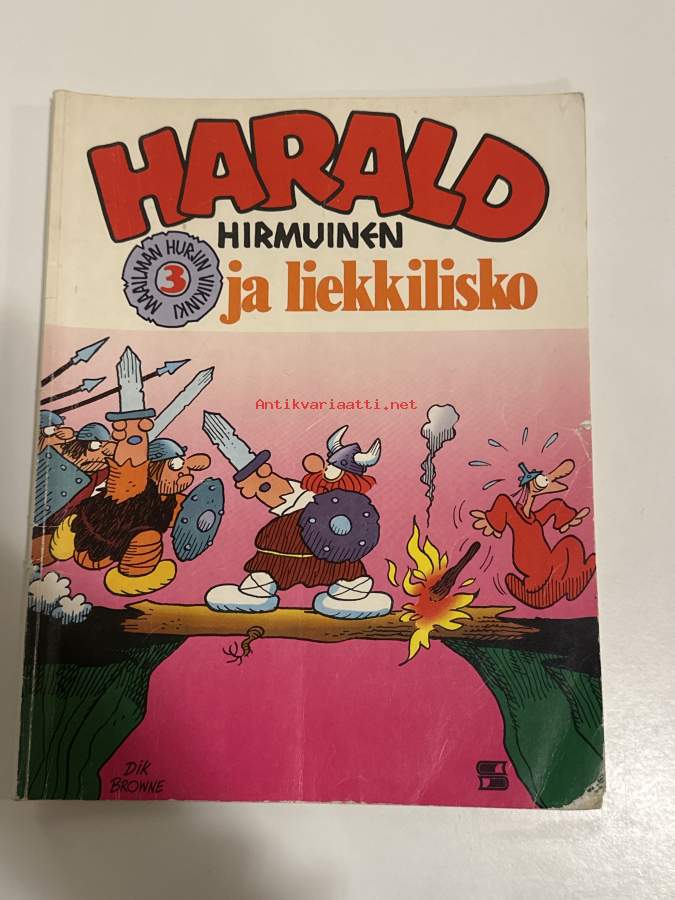 HARALD
HIRMUINEN
MAAILMAN HURJIN VIIKINKI
3
ja liekkilisko
Antikvariaatti.net
DiK
BROWNE